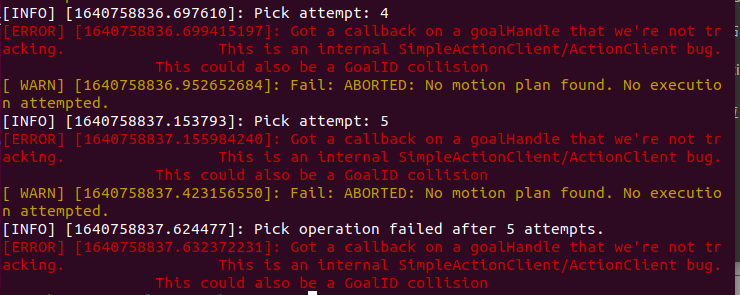 [INFO] [1640758836.697610]: Pick attempt: 4
[ERROR] [1640758836.699415197]: Got a callback on a goalHandle that we're not tr
acking.                This is an internal SimpleActionClient/ActionClient bug.
                This could also be a GoalID collision
[ WARN] [1640758836.952652684]: Fail: ABORTED: No motion plan found. No executio
n attempted.
[INFO] [1640758837.153793]: Pick attempt: 5
[ERROR] [1640758837.155984240]: Got a callback on a goalHandle that we're not tr
acking.                This is an internal SimpleActionClient/ActionClient bug.
                This could also be a GoalID collision
[ WARN] [1640758837.423156550]: Fail: ABORTED: No motion plan found. No executio
n attempted.
[INFO] [1640758837.624477]: Pick operation failed after 5 attempts.
[ERROR] [1640758837.632372231]: Got a callback on a goalHandle that we're not tr
acking.                This is an internal SimpleActionClient/ActionClient bug.
                This could also be a GoalID collision